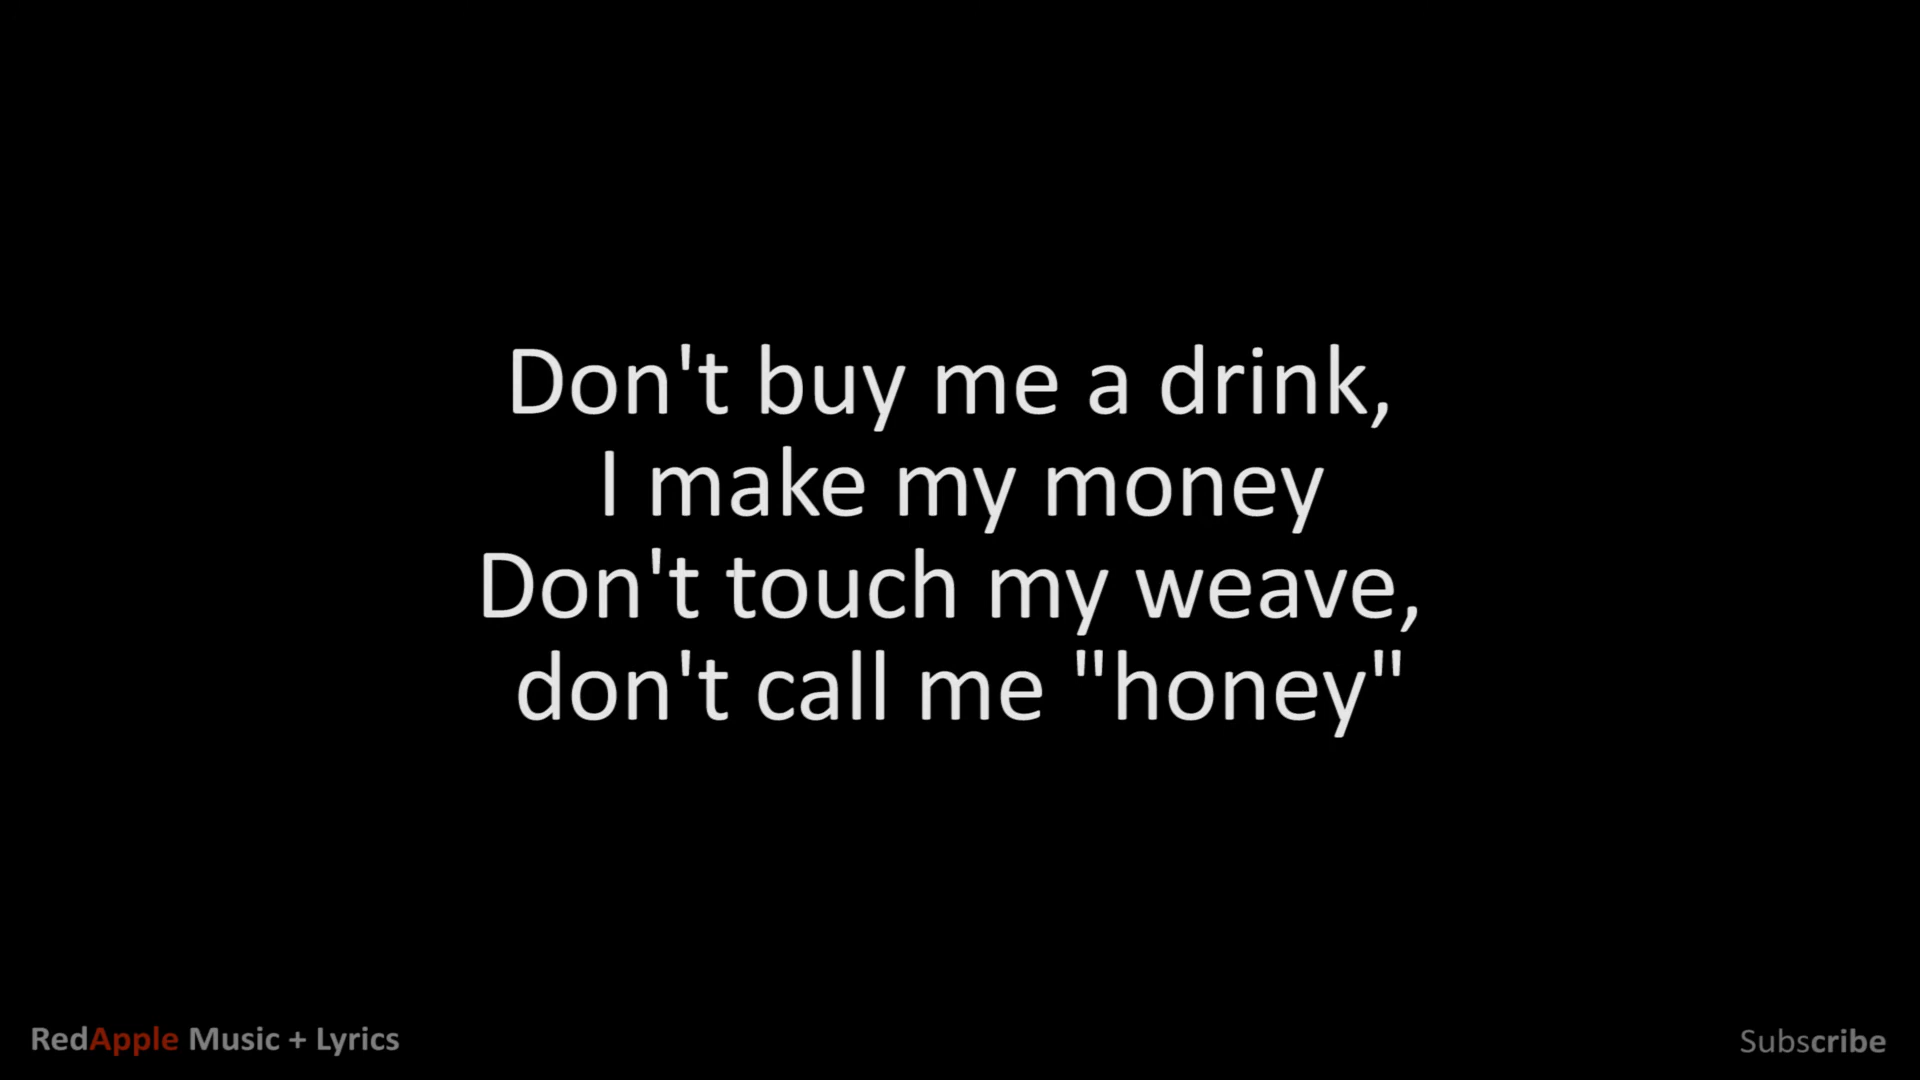 Don't buy me a drink,
I make my money
Don't touch my weave,
don't call me "honey"
RedApple Music + Lyrics
Subscribe